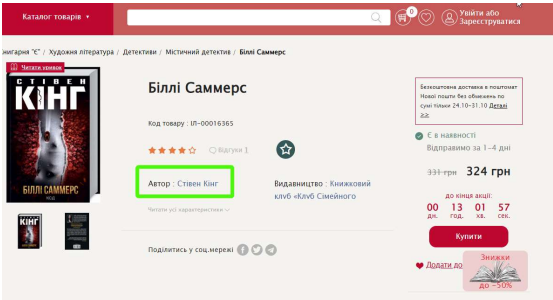 Каталог товарів
0
Увійти або
Зареєструватися
книгарня "Є" / Художня література / Детективи / Містичний детектив / Біллі Саммерс
Читати уривок
СТІВЕН
КІНГ
БІЛЛІ САММЕРС
КСД
КІНГ
Біллі Саммерс
Код товару : ІЛ-00016365
Відгуки 1
Автор : Стівен Кінг
Видавництво : Книжковий
клуб «Клуб Сімейного
Читати усі характеристики
Поділитись у соц.мережі
Безкоштовна доставка в поштомат
Нової пошти без обмежень по
сумі тільки 24.10-31.10 Деталі
>>
Є в наявності
Відправимо за 1-4 дні
331 грн 324 грн
до кінця акції:
00 13 01 57
дн. год. хв. сек.
Купити
Додати до
Знижки
до -50%